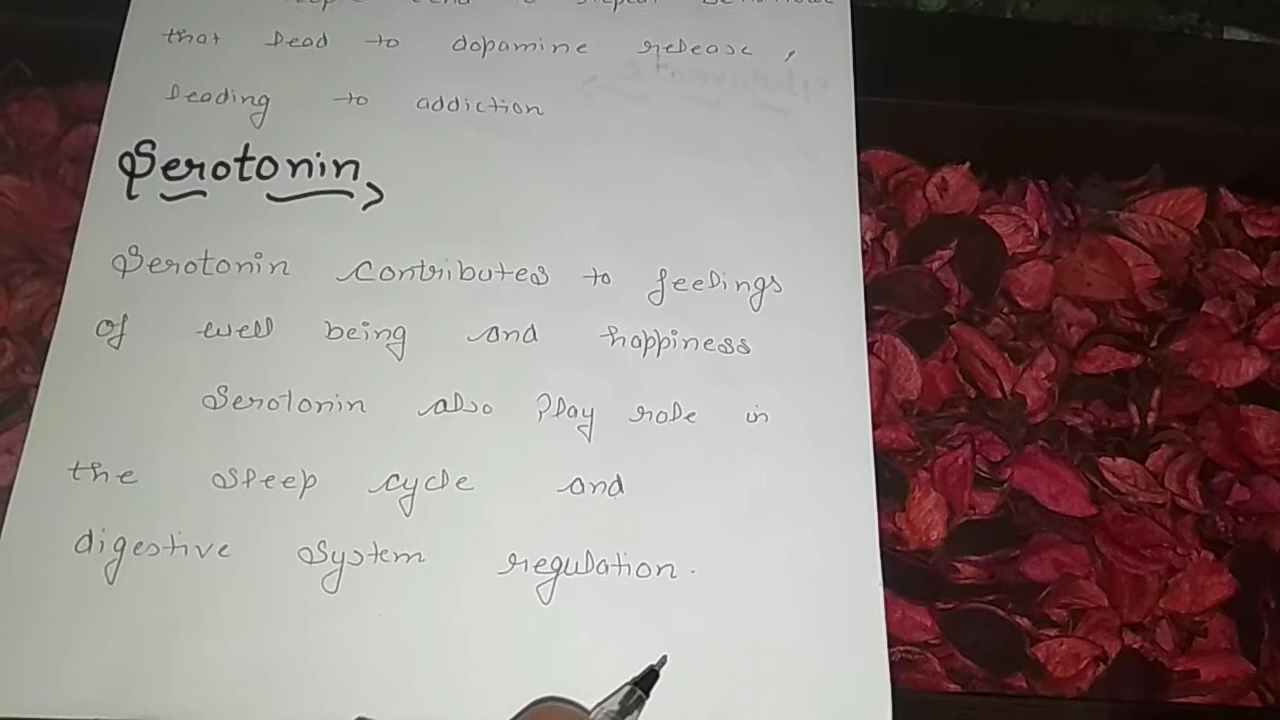 that lead to dopamine release,
leading to addiction
Serotonin
Serotonin contributes to feelings
of well being and happiness
Serotonin also play role in
the sleep cycle and
digestive system regulation.